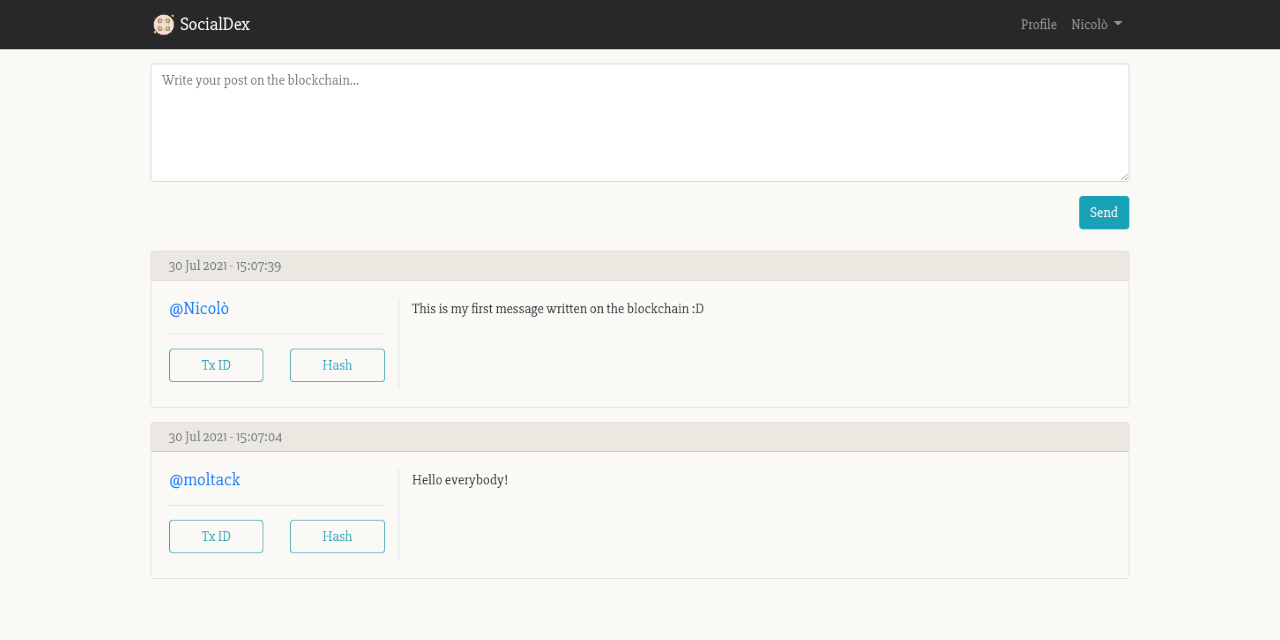 SocialDex
Profile Nicolò
Write your post on the blockchain...
Send
30 Jul 2021 - 15:07:39
@Nicolò
This is my first message written on the blockchain :D
Tx ID Hash
30 Jul 2021 - 15:07:04
@moltack
Hello everybody!
Tx ID Hash